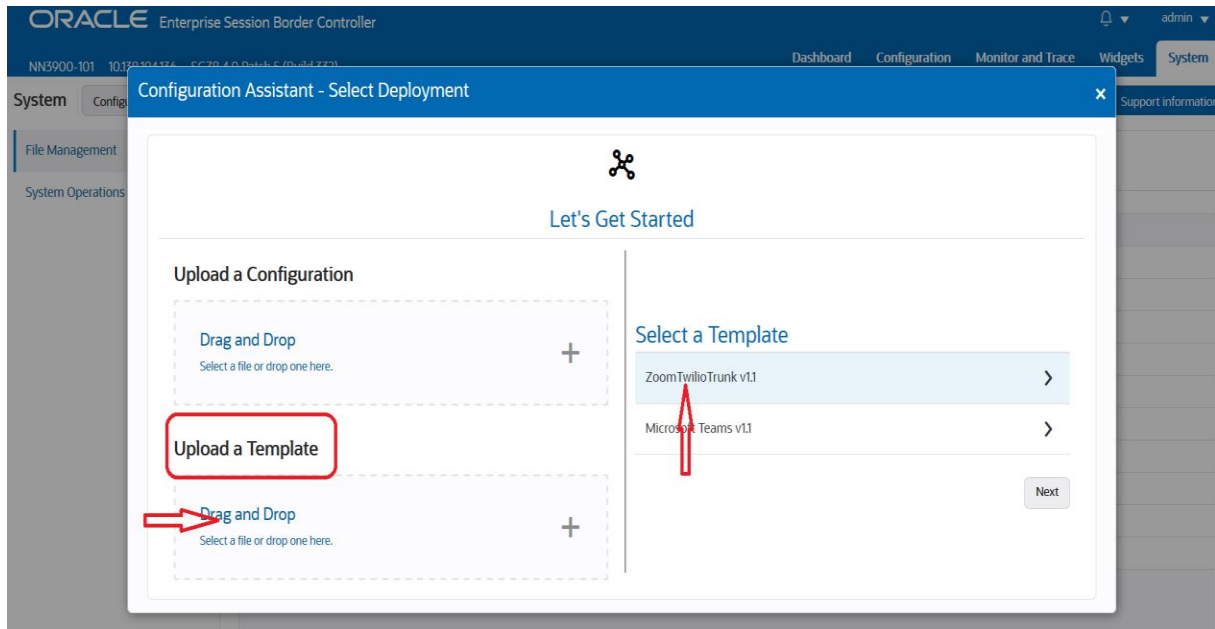 ORACLE Enterprise Session Border Controller
admin
NN3900-101
Dashboard Configuration Monitor and Trace Widgets System
System
Configuration Assistant - Select Deployment
Support information
File Management
System Operations
Let's Get Started
Upload a Configuration
Drag and Drop
Select a file or drop one here.
Select a Template
ZoomTwilioTrunk v1.1
Microsoft Teams v1.1
Upload a Template
Next
Drag and Drop
Select a file or drop one here.